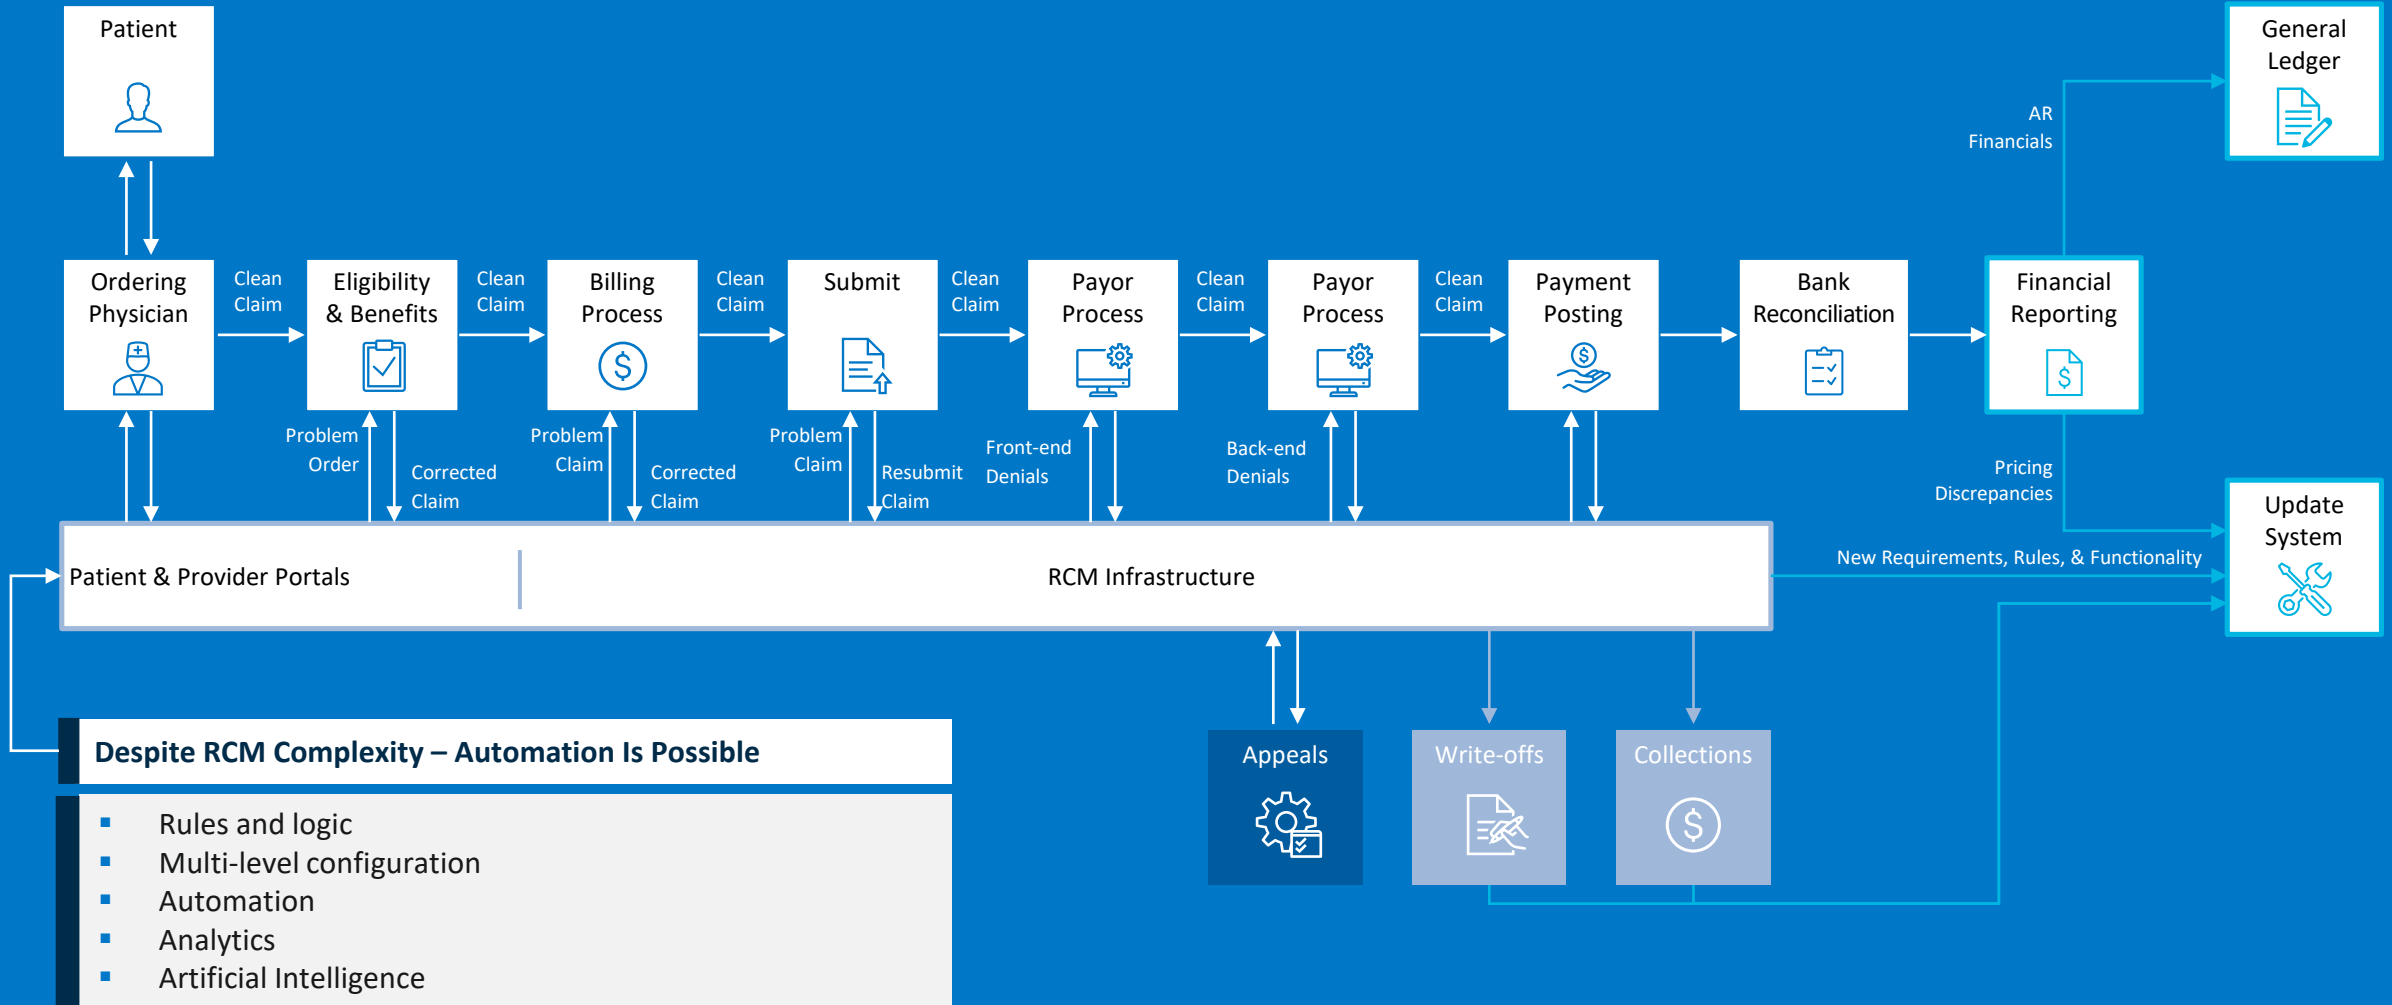 Patient
General
Ledger
AR
Financials
Ordering
Physician
Clean
Claim
Eligibility
& Benefits
Clean
Claim
Billing
Process
Clean
Claim
Submit
Clean
Claim
Payor
Process
Clean
Claim
Payor
Process
Clean
Claim
Payment
Posting
Bank
Reconciliation
Financial
Reporting
Problem
Order
Corrected
Claim
Problem
Claim
Corrected
Claim
Problem
Claim
Resubmit
Claim
Front-end
Denials
Back-end
Denials
Pricing
Discrepancies
Update
System
Patient & Provider Portals
RCM Infrastructure
New Requirements, Rules, & Functionality
Despite RCM Complexity – Automation Is Possible
▪ Rules and logic
▪ Multi-level configuration
▪ Automation
▪ Analytics
▪ Artificial Intelligence
Appeals
Write-offs
Collections